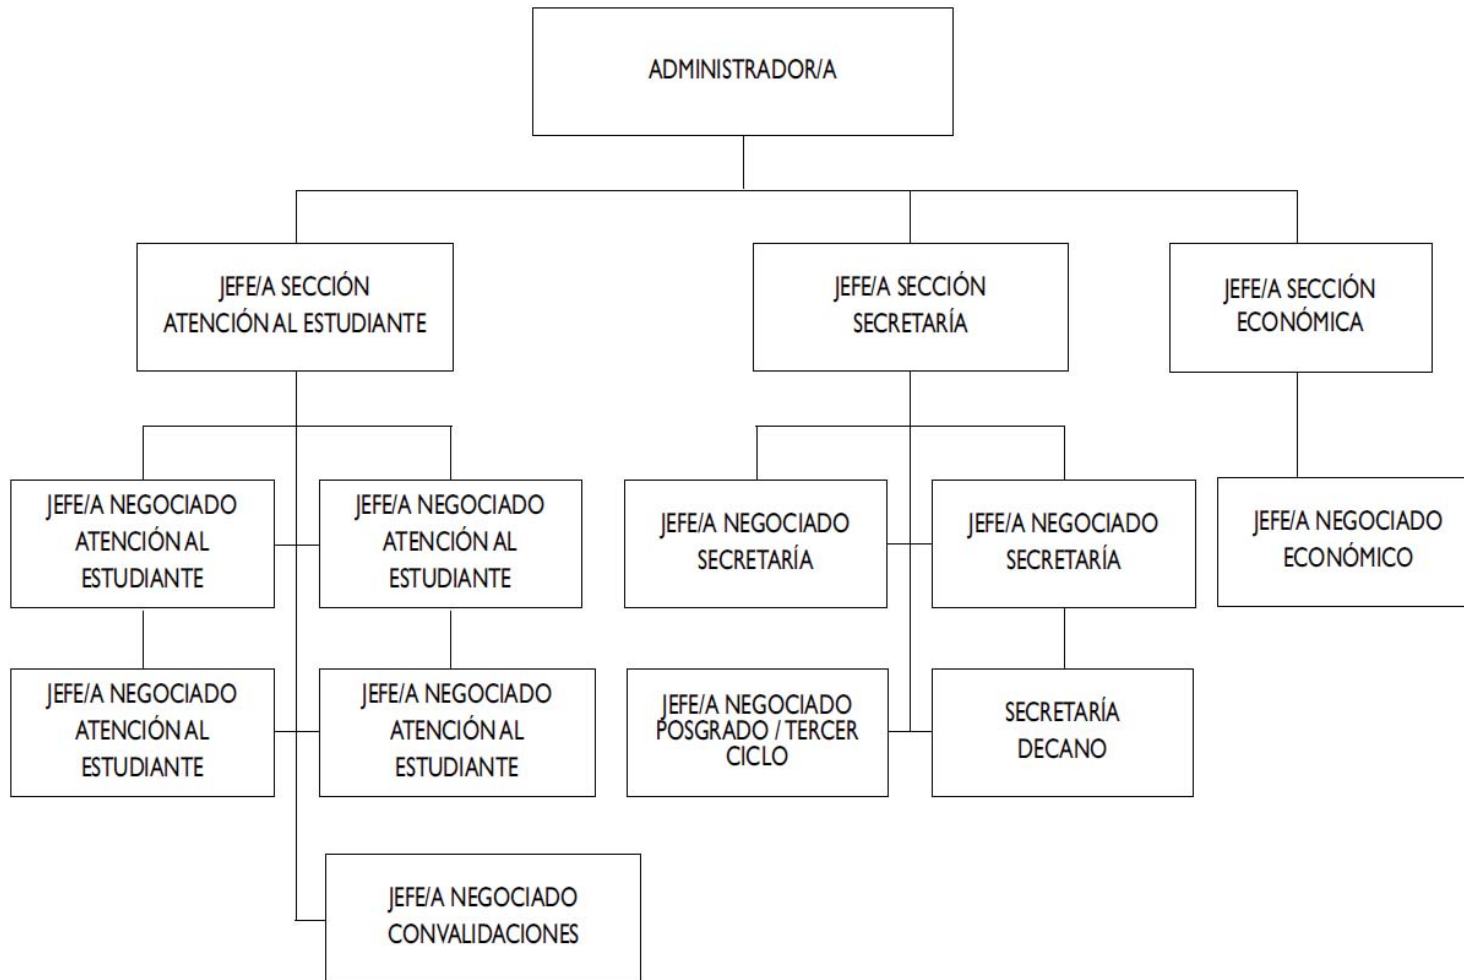 ADMINISTRADOR/A
JEFE/A SECCIÓN
ATENCIÓN AL ESTUDIANTE
JEFE/A SECCIÓN
SECRETARÍA
JEFE/A SECCIÓN
ECONÓMICA
JEFE/A NEGOCIADO
ATENCIÓN AL
ESTUDIANTE
JEFE/A NEGOCIADO
ATENCIÓN AL
ESTUDIANTE
JEFE/A NEGOCIADO
SECRETARÍA
JEFE/A NEGOCIADO
SECRETARÍA
JEFE/A NEGOCIADO
ECONÓMICO
JEFE/A NEGOCIADO
ATENCIÓN AL
ESTUDIANTE
JEFE/A NEGOCIADO
ATENCIÓN AL
ESTUDIANTE
JEFE/A NEGOCIADO
POSGRADO / TERCER
CICLO
SECRETARÍA
DECANO
JEFE/A NEGOCIADO
CONVALIDACIONES